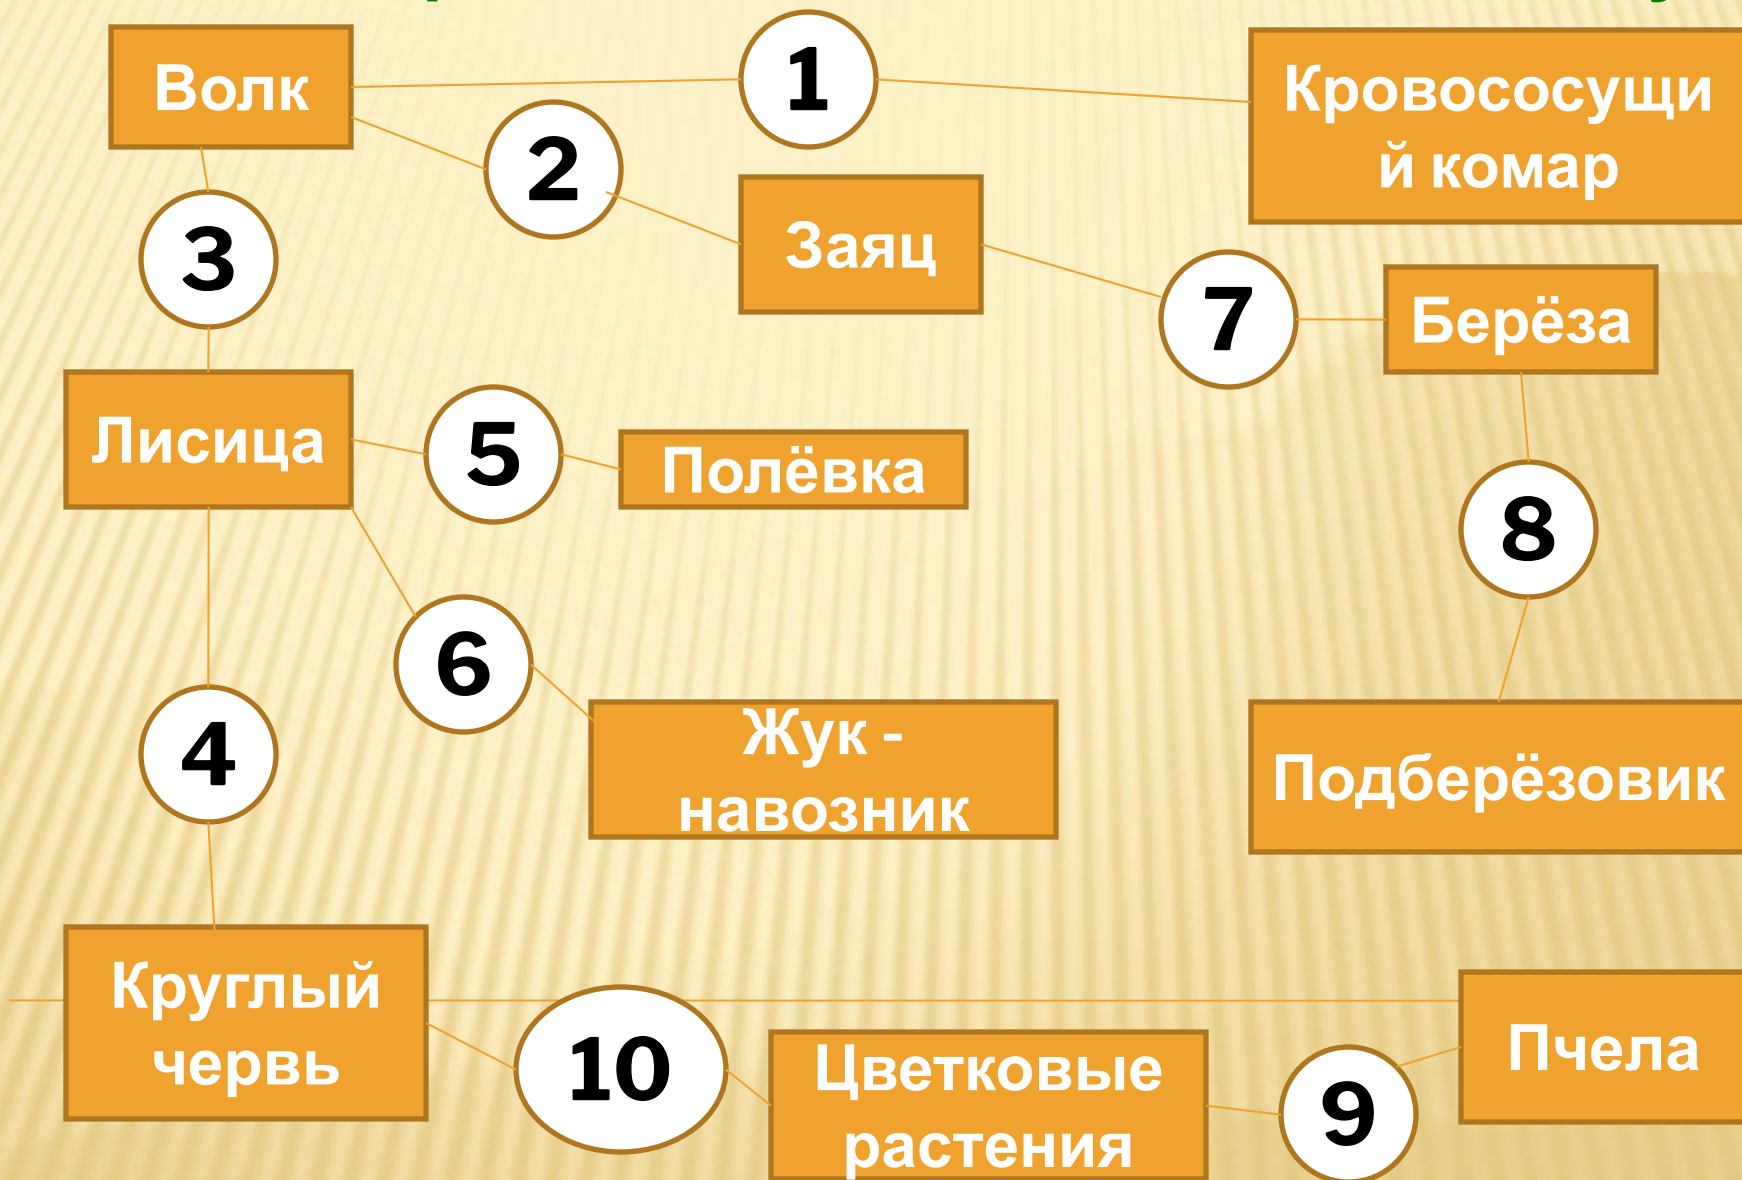 Волк
1
Кровососущи
й комар
2
Заяц
3
7
Берёза
Лисица
5
Полёвка
8
6
4
Жук -
навозник
Подберёзовик
Круглый
червь
10
Цветковые
растения
9
Пчела